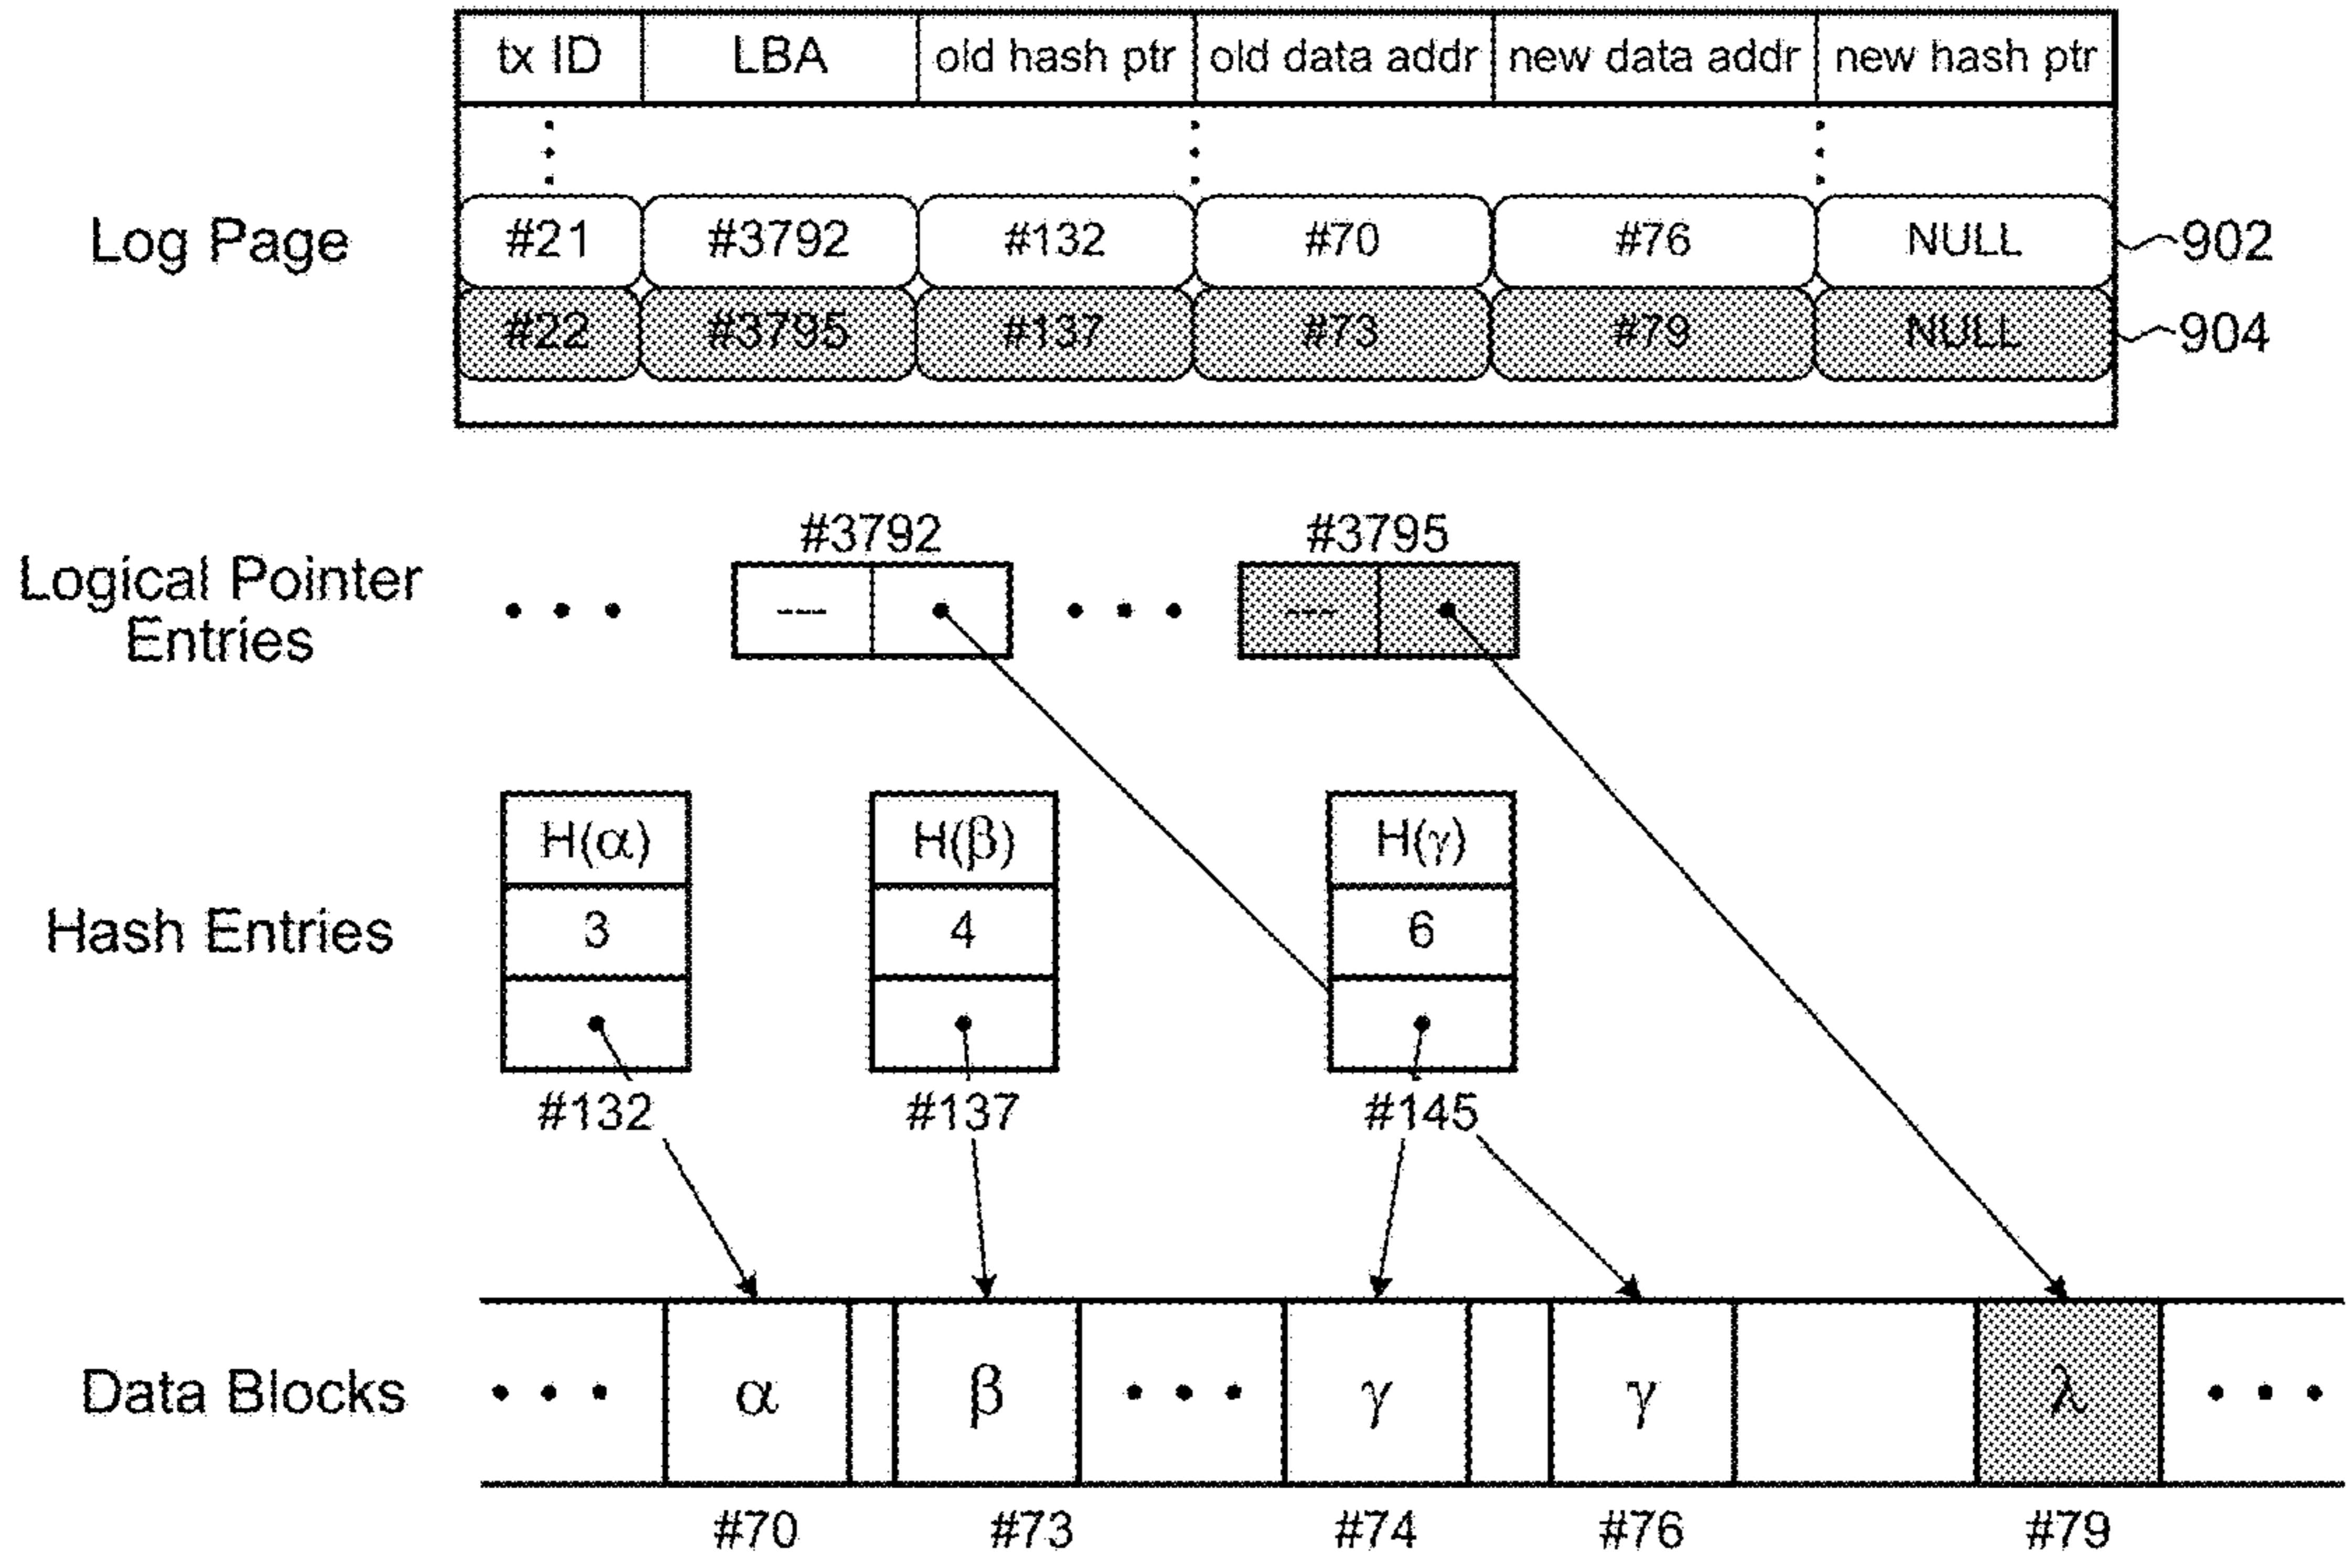 tx ID LBA old hash ptr old data addr new data addr new hash ptr
Log Page
#21 #3792 #132 #70 #76 NULL 902
#22 #3795 #137 #73 #79 NULL 904
Logical Pointer
Entries
#3792 #3795
--- ---
Hash Entries
H(α) H(β) H(γ)
3 4 6
#132 #137 #145
Data Blocks
α β γ γ λ
#70 #73 #74 #76 #79